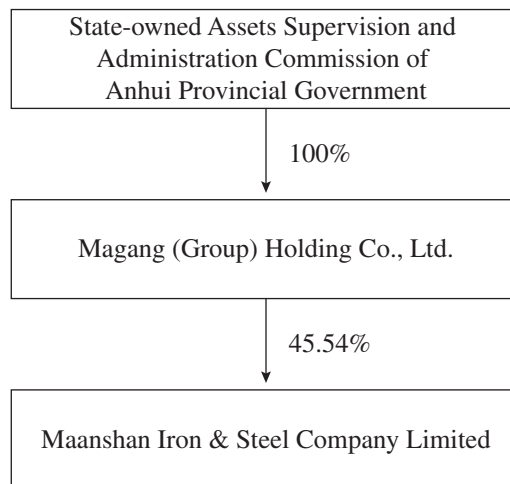 State-owned Assets Supervision and
Administration Commission of
Anhui Provincial Government
100%
Magang (Group) Holding Co., Ltd.
45.54%
Maanshan Iron & Steel Company Limited